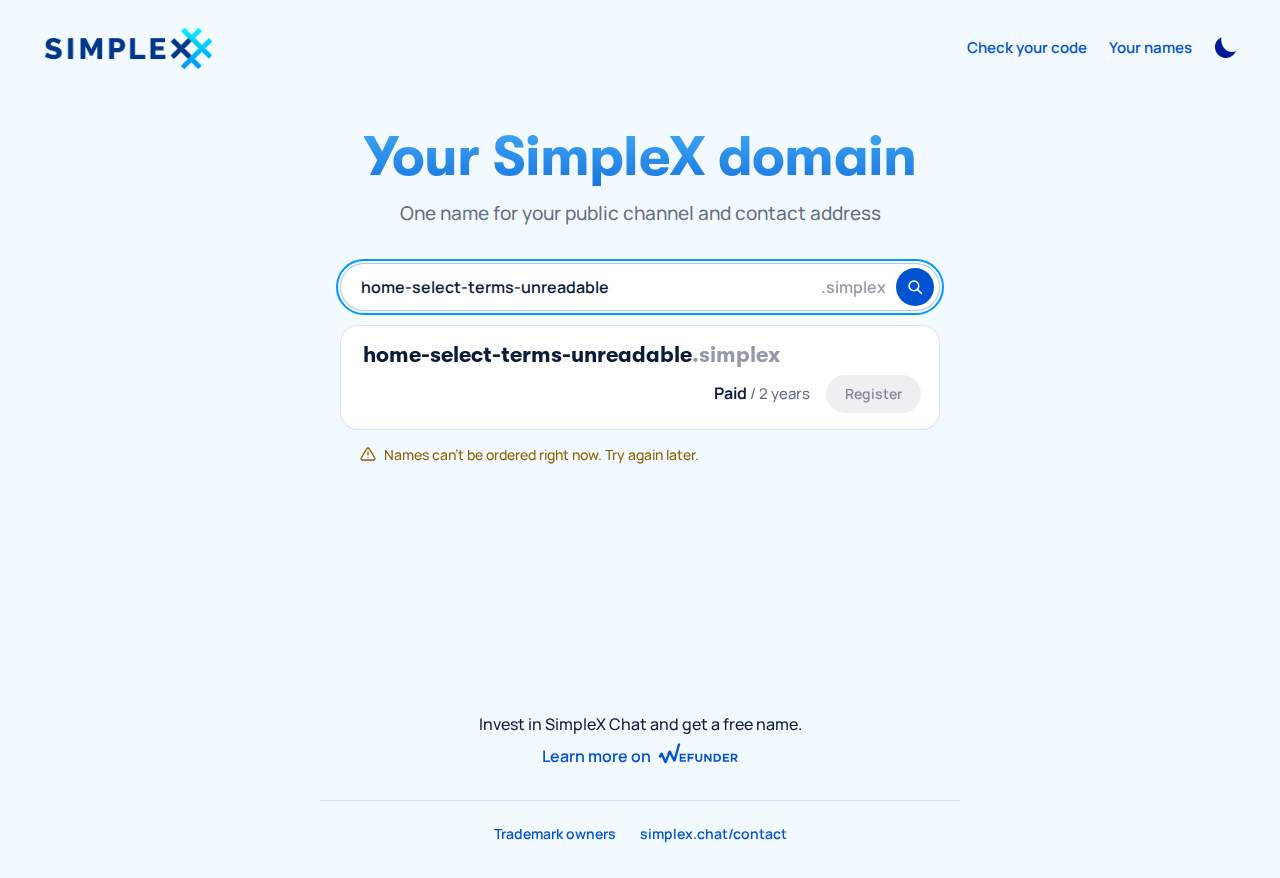 SIMPLEX
Check your code
Your names
Your SimpleX domain
One name for your public channel and contact address
home-select-terms-unreadable
.simplex
home-select-terms-unreadable.simplex
Paid / 2 years
Register
Names can't be ordered right now. Try again later.
Invest in SimpleX Chat and get a free name.
Learn more on WEFUNDER
Trademark owners
simplex.chat/contact